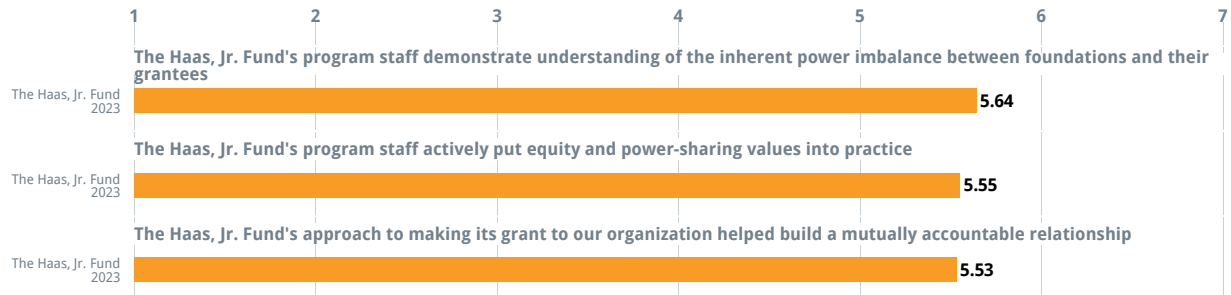 1 2 3 4 5 6 7
The Haas, Jr. Fund's program staff demonstrate understanding of the inherent power imbalance between foundations and their
grantees
The Haas, Jr. Fund
2023
5.64
The Haas, Jr. Fund's program staff actively put equity and power-sharing values into practice
The Haas, Jr. Fund
2023
5.55
The Haas, Jr. Fund's approach to making its grant to our organization helped build a mutually accountable relationship
The Haas, Jr. Fund
2023
5.53